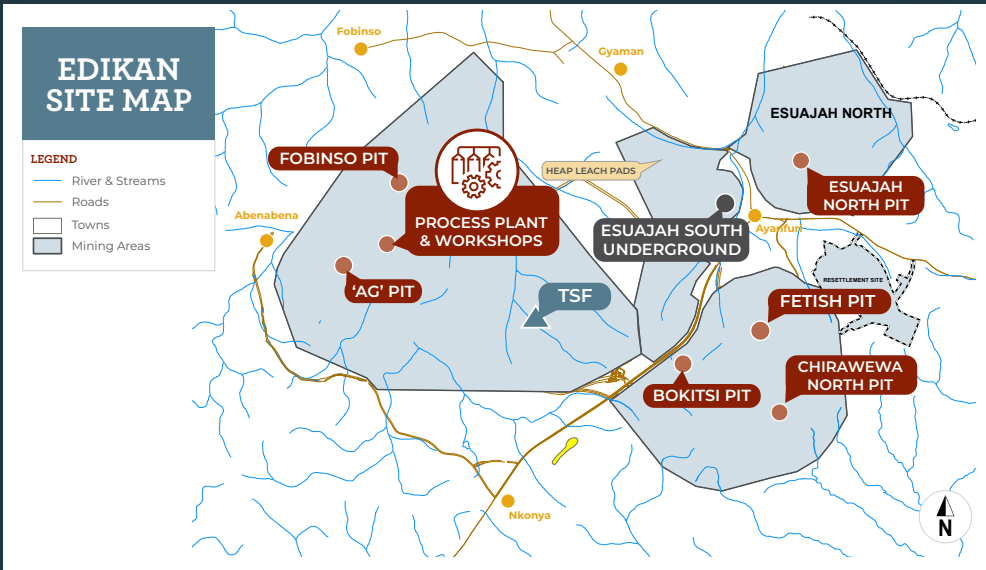 EDIKAN
SITE MAP
LEGEND
River & Streams
Roads
Towns
Mining Areas
Fobinso
Gyaman
ESUAJAH NORTH
FOBINSO PIT
HEAP LEACH PADS
ESUAJAH
NORTH PIT
Abenabena
PROCESS PLANT
& WORKSHOPS
ESUAJAH SOUTH
UNDERGROUND
Ayanfuri
'AG' PIT
RESETTLEMENT SITE
TSF
FETISH PIT
CHIRAWEWA
NORTH PIT
BOKITSI PIT
Nkonya
N